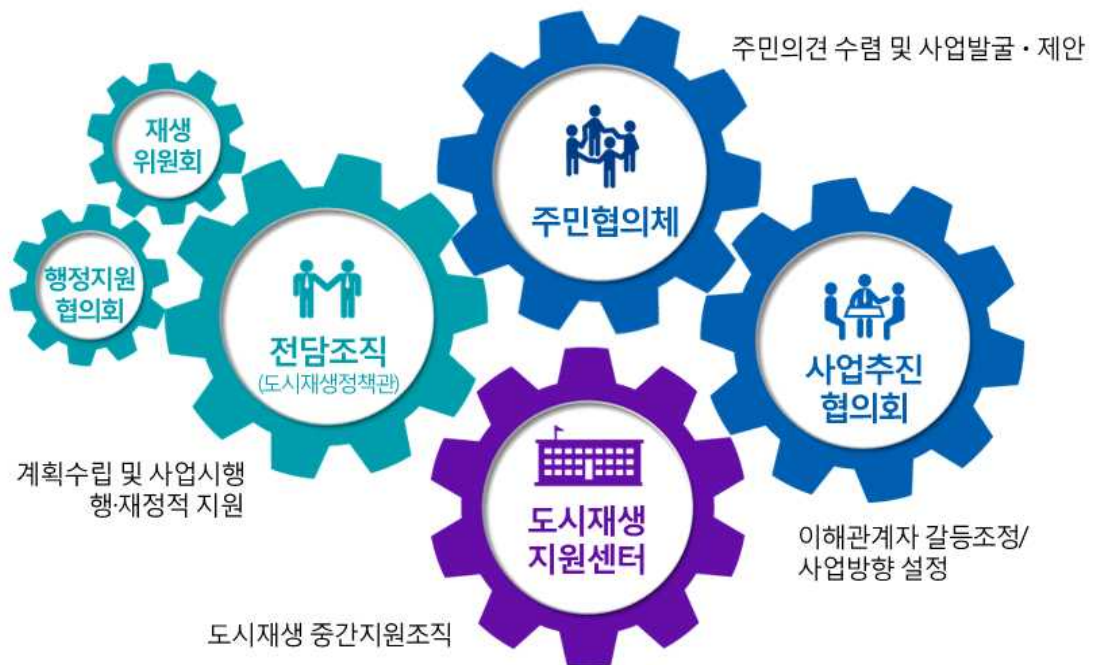 주민의견 수렴 및 사업발굴·제안
재생
위원회
주민협의체
행정지원
협의회
전담조직
(도시재생정책관)
사업추진
협의회
계획수립 및 사업시행
행·재정적 지원
도시재생
지원센터
이해관계자 갈등조정/
사업방향 설정
도시재생 중간지원조직